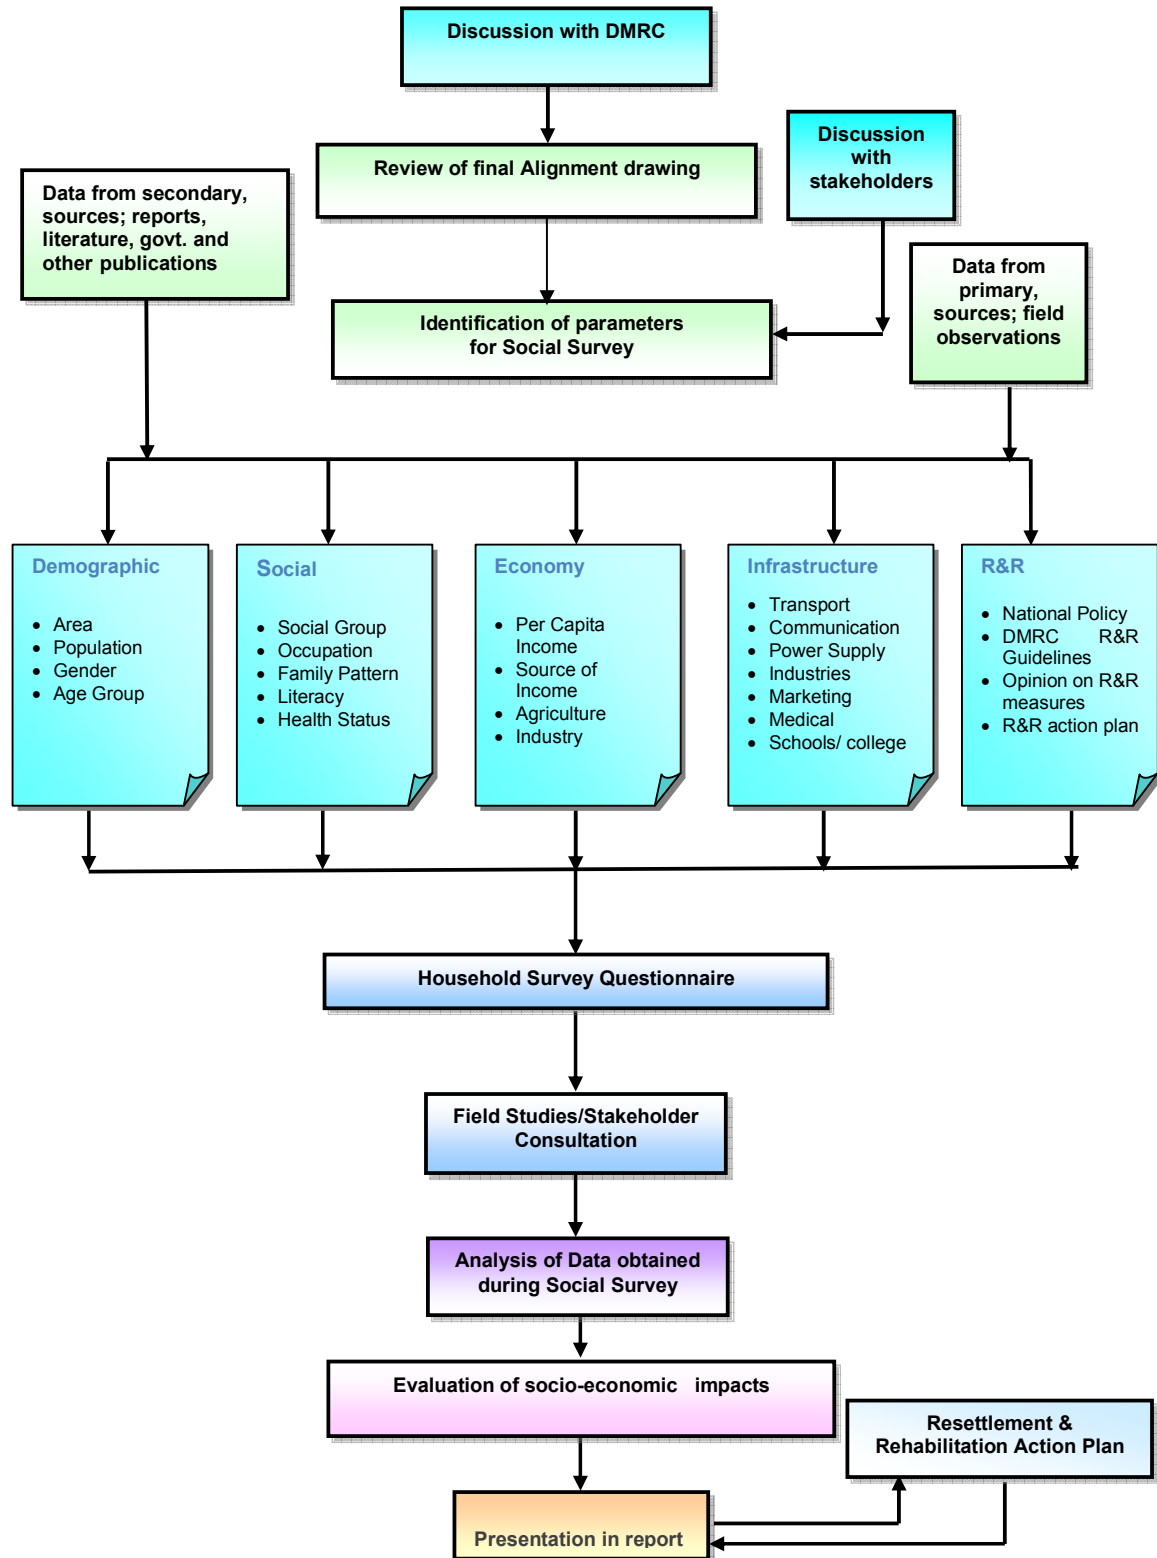 Discussion with DMRC
Review of final Alignment drawing
Discussion
with
stakeholders
Data from secondary,
sources; reports,
literature, govt. and
other publications
Data from
primary,
sources; field
observations
Identification of parameters
for Social Survey
Demographic
• Area
• Population
• Gender
• Age Group
Social
• Social Group
• Occupation
• Family Pattern
• Literacy
• Health Status
Economy
• Per Capita
Income
• Source of
Income
• Agriculture
• Industry
Infrastructure
• Transport
• Communication
• Power Supply
• Industries
• Marketing
• Medical
• Schools/ college
R&R
• National Policy
• DMRC R&R
Guidelines
• Opinion on R&R
measures
• R&R action plan
Household Survey Questionnaire
Field Studies/Stakeholder
Consultation
Analysis of Data obtained
during Social Survey
Evaluation of socio-economic impacts
Resettlement &
Rehabilitation Action Plan
Presentation in report